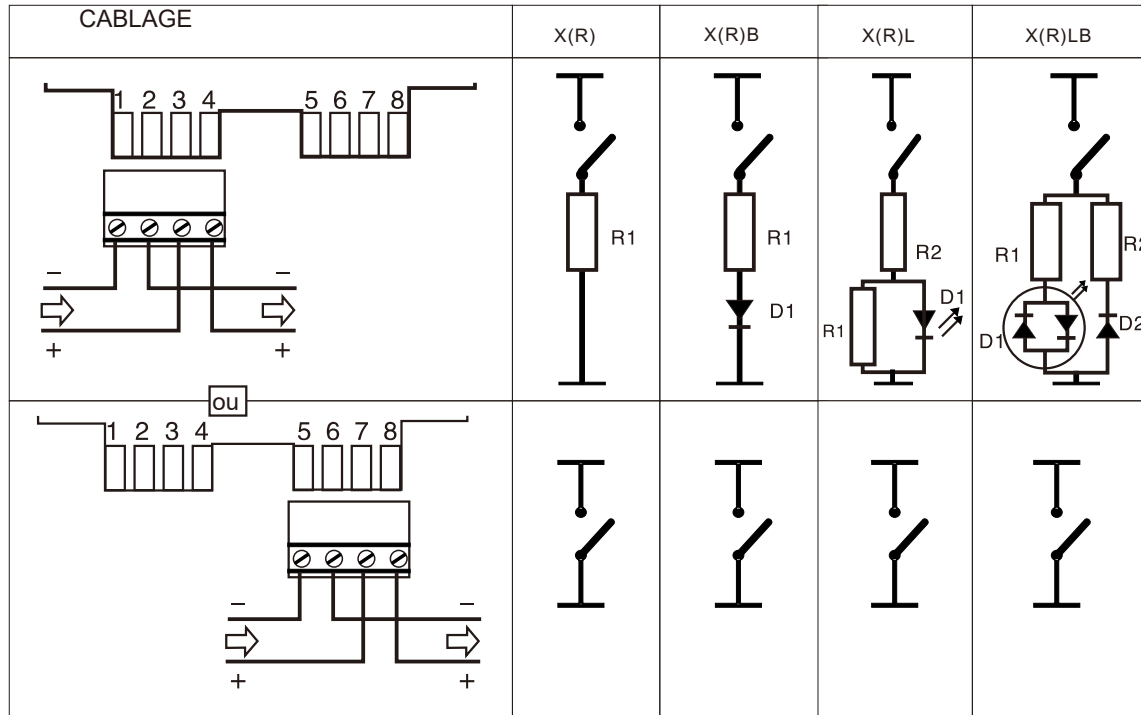 CABLAGE
X(R)
X(R)B
X(R)L
X(R)LB
1 2 3 4
5 6 7 8
R1
R1
D1
R2
R1
D1
R1
R2
D1
D2
− −
+ +
ou
1 2 3 4
5 6 7 8
− −
+ +